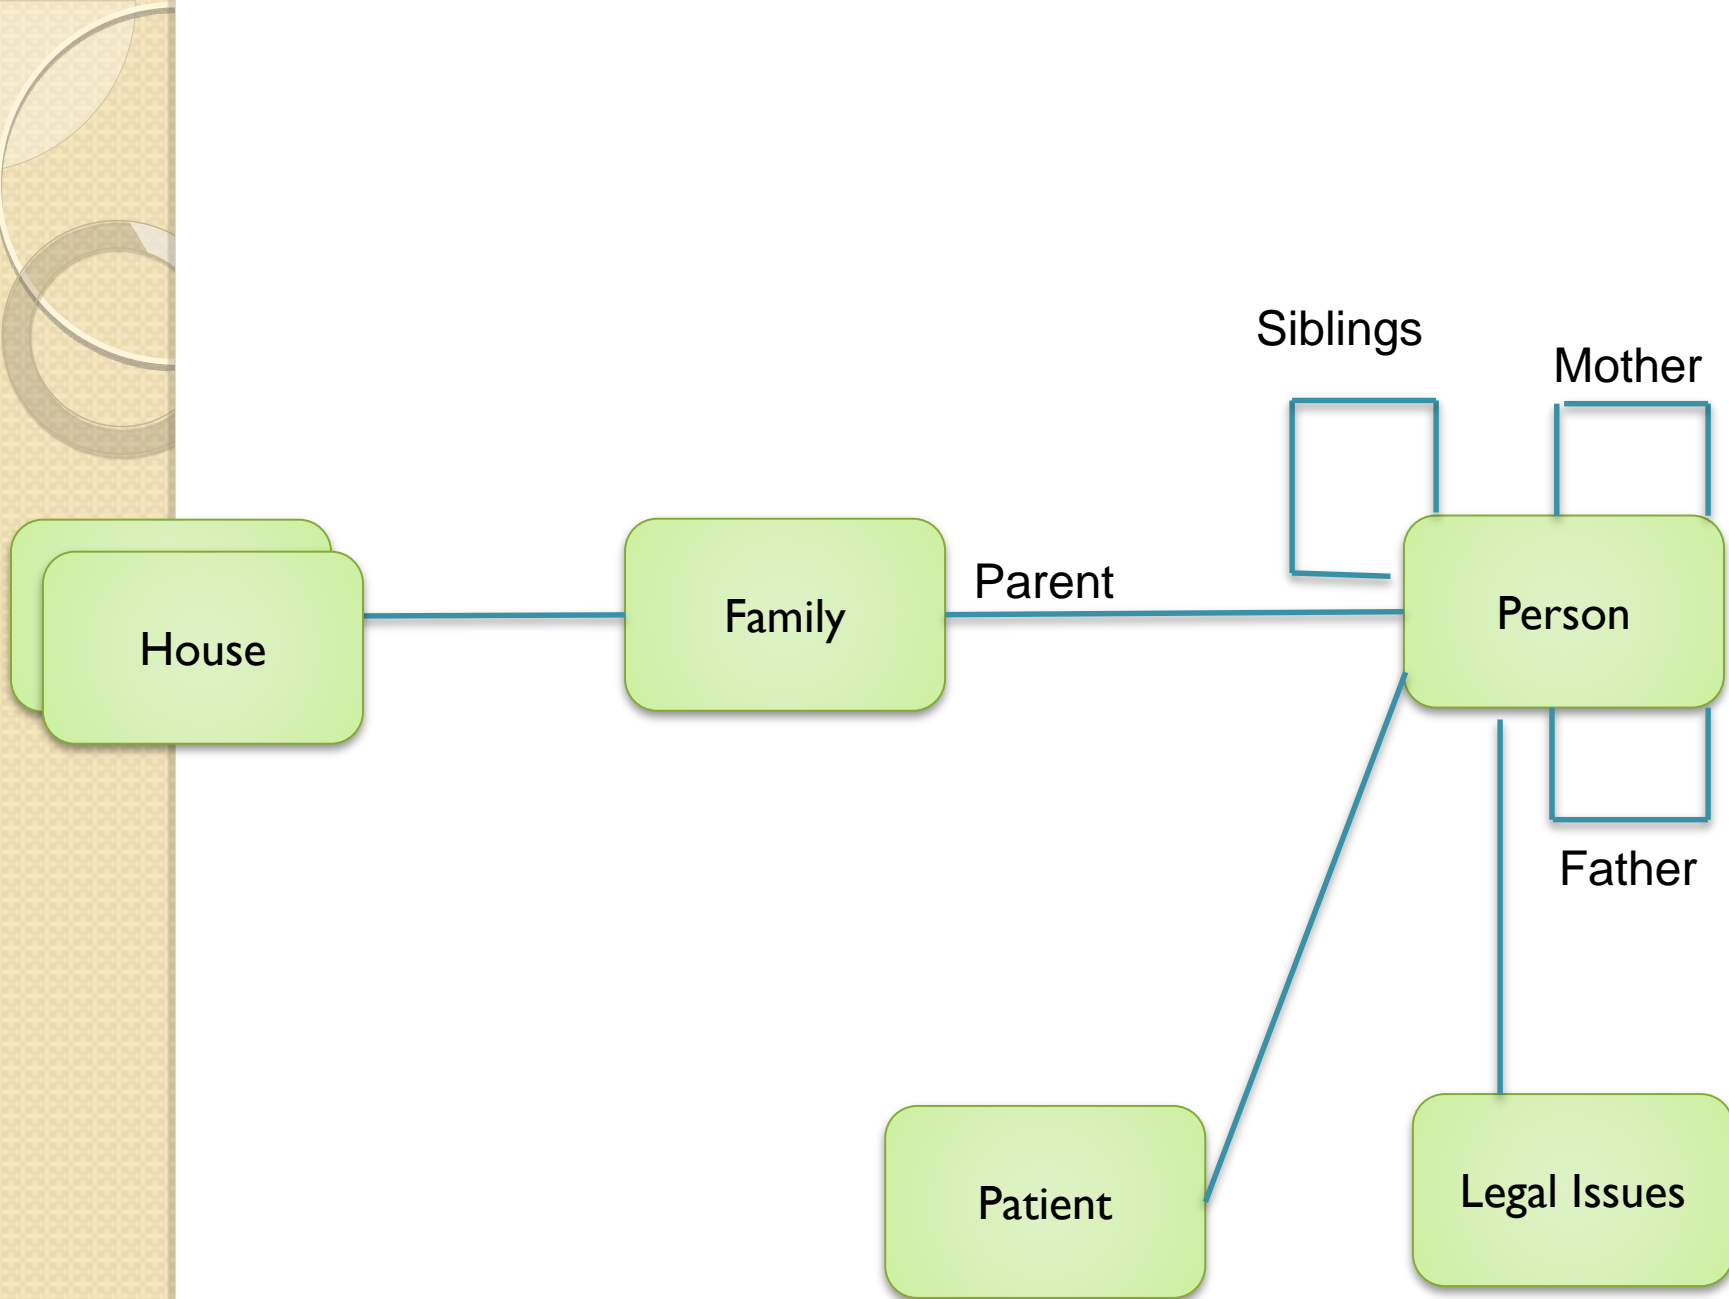 Siblings
Mother
House
Family
Parent
Person
Father
Patient
Legal Issues